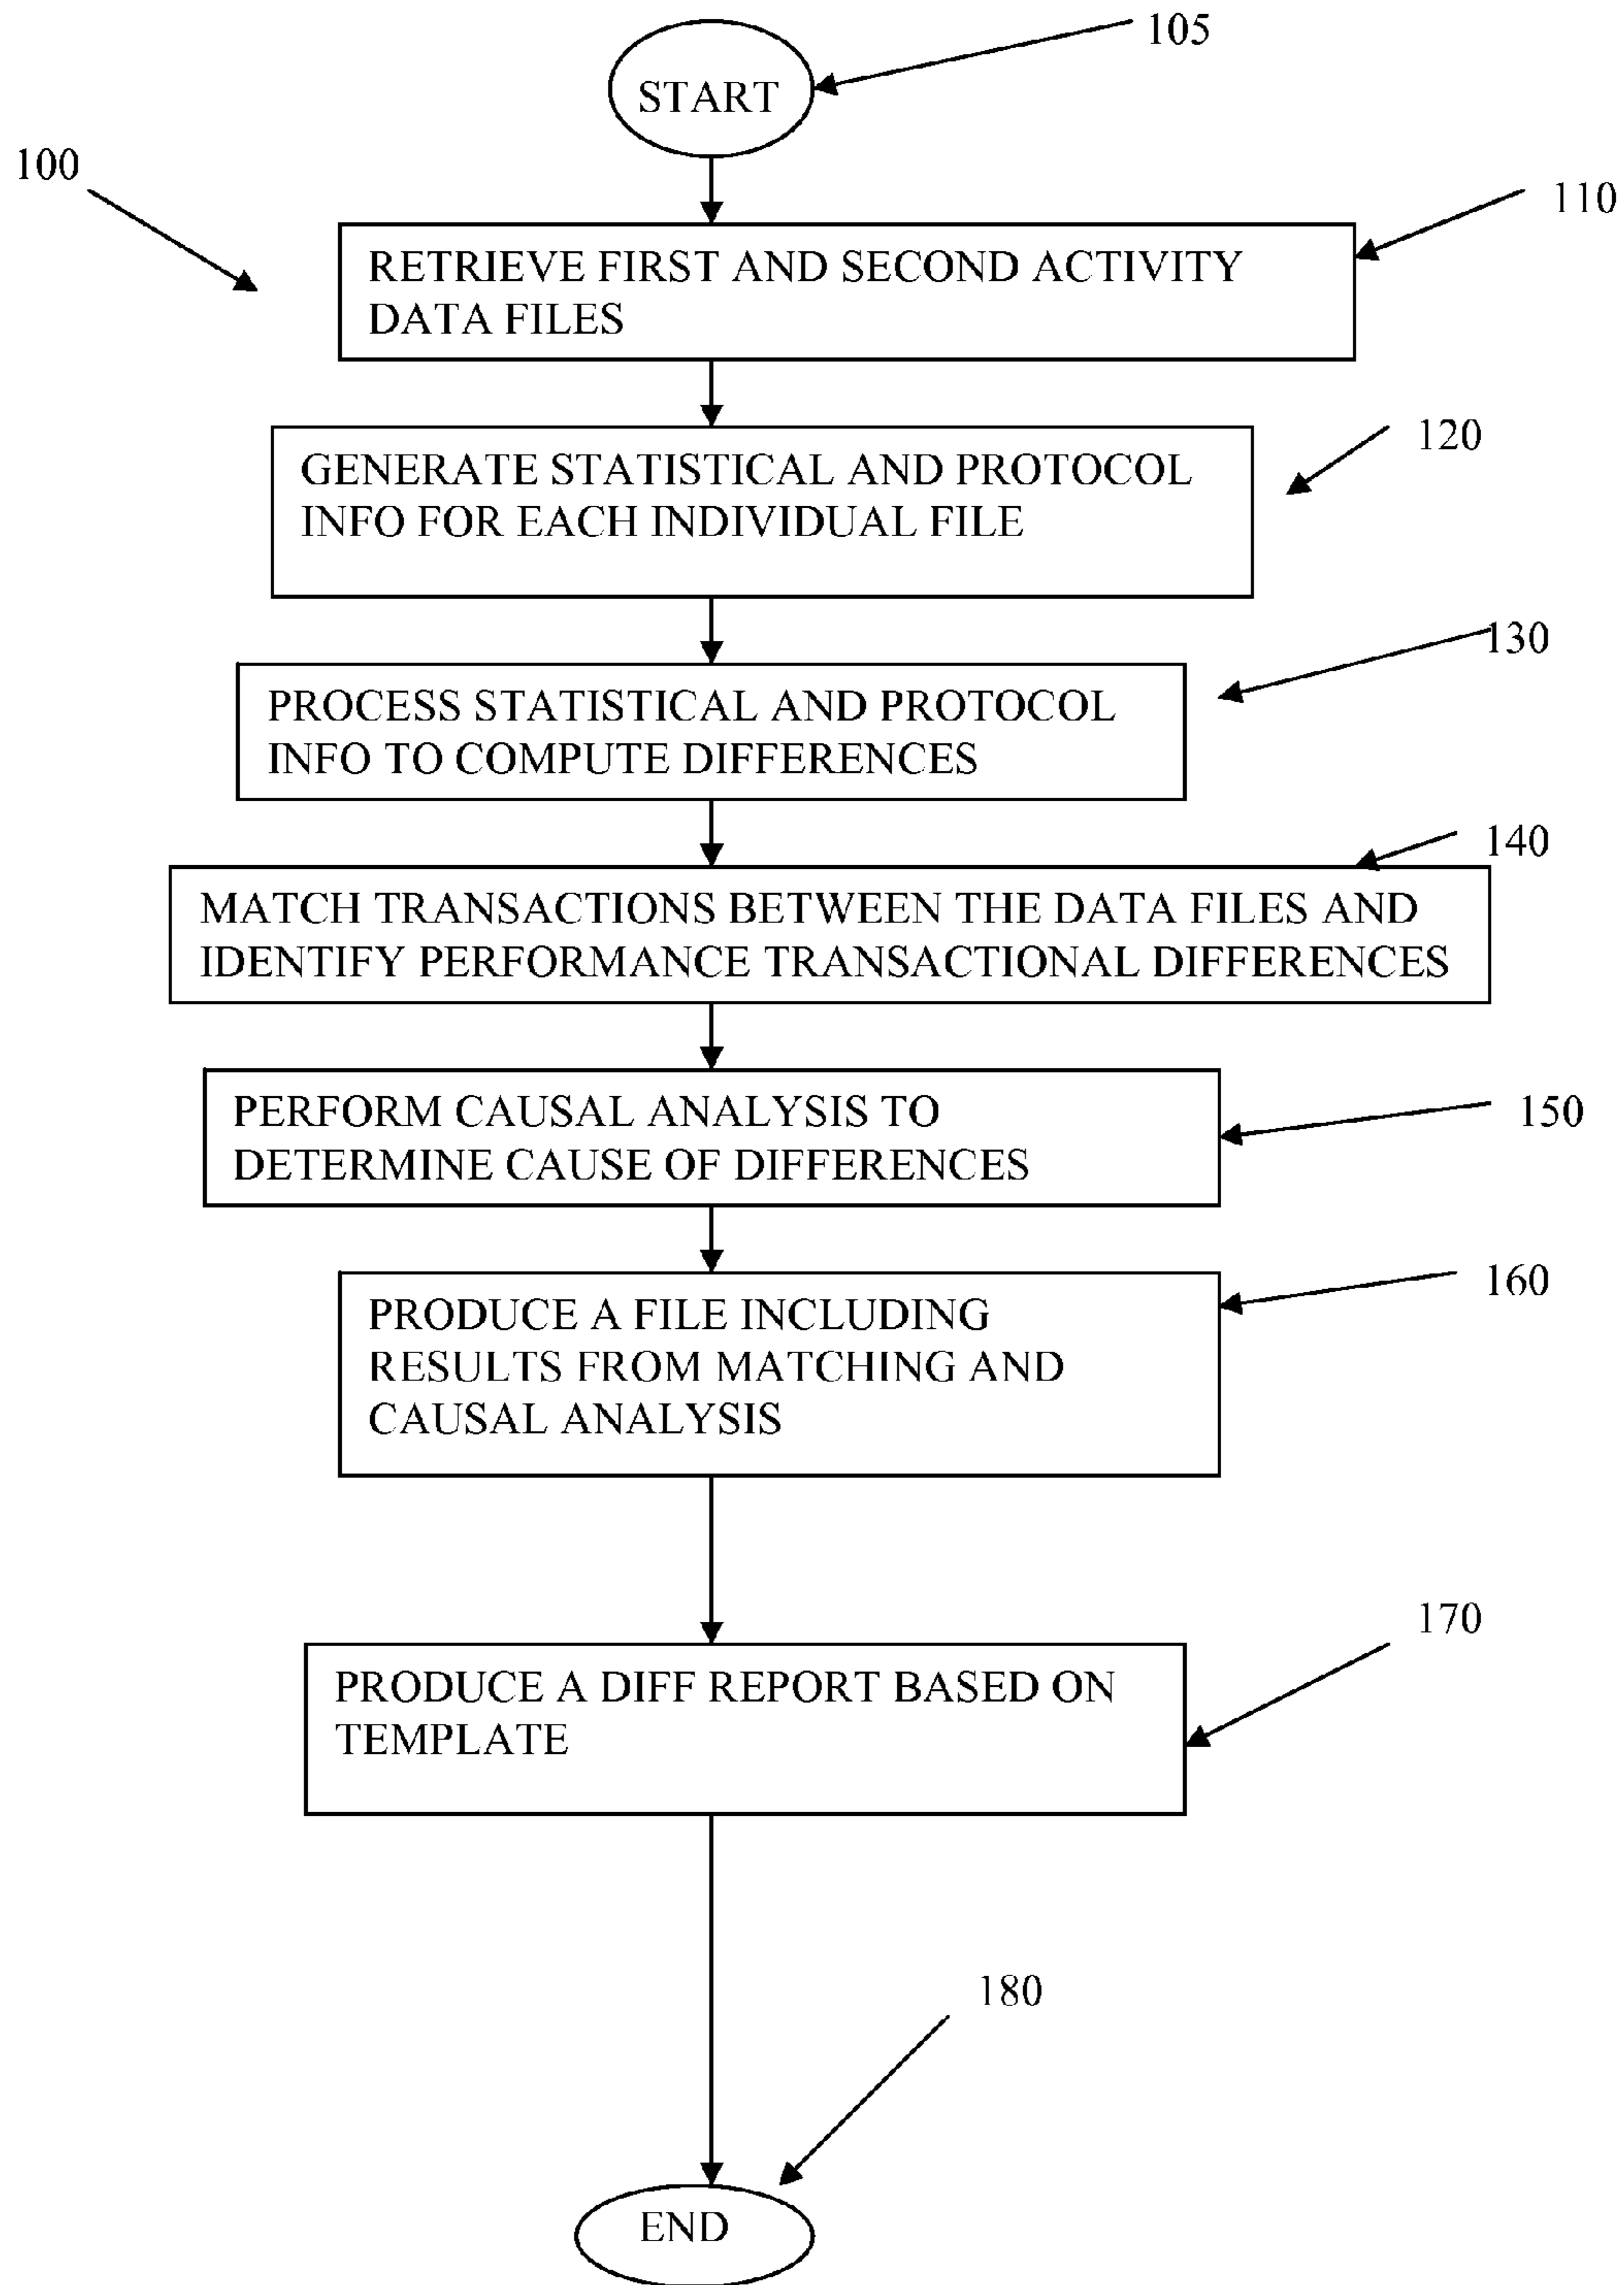 105
START
100
110
RETRIEVE FIRST AND SECOND ACTIVITY
DATA FILES
120
GENERATE STATISTICAL AND PROTOCOL
INFO FOR EACH INDIVIDUAL FILE
130
PROCESS STATISTICAL AND PROTOCOL
INFO TO COMPUTE DIFFERENCES
140
MATCH TRANSACTIONS BETWEEN THE DATA FILES AND
IDENTIFY PERFORMANCE TRANSACTIONAL DIFFERENCES
150
PERFORM CAUSAL ANALYSIS TO
DETERMINE CAUSE OF DIFFERENCES
160
PRODUCE A FILE INCLUDING
RESULTS FROM MATCHING AND
CAUSAL ANALYSIS
170
PRODUCE A DIFF REPORT BASED ON
TEMPLATE
180
END